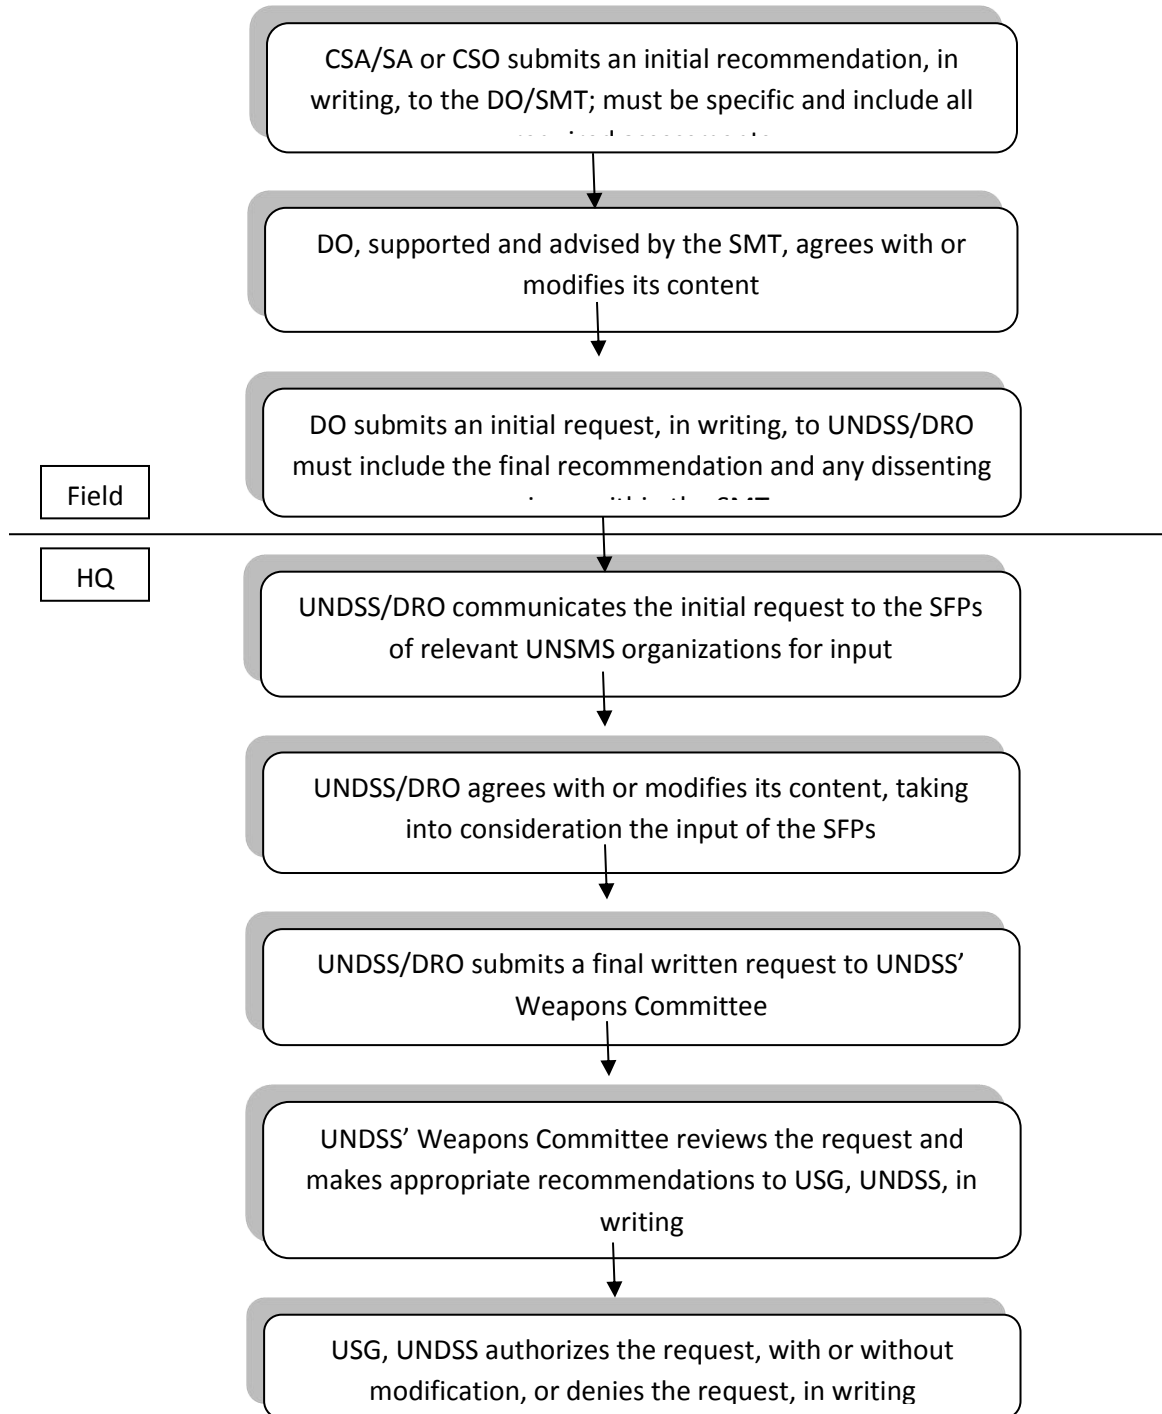 CSA/SA or CSO submits an initial recommendation, in
writing, to the DO/SMT; must be specific and include all
DO, supported and advised by the SMT, agrees with or
modifies its content
DO submits an initial request, in writing, to UNDSS/DRO
must include the final recommendation and any dissenting
Field
HQ
UNDSS/DRO communicates the initial request to the SFPs
of relevant UNSMS organizations for input
UNDSS/DRO agrees with or modifies its content, taking
into consideration the input of the SFPs
UNDSS/DRO submits a final written request to UNDSS’
Weapons Committee
UNDSS’ Weapons Committee reviews the request and
makes appropriate recommendations to USG, UNDSS, in
writing
USG, UNDSS authorizes the request, with or without
modification, or denies the request, in writing